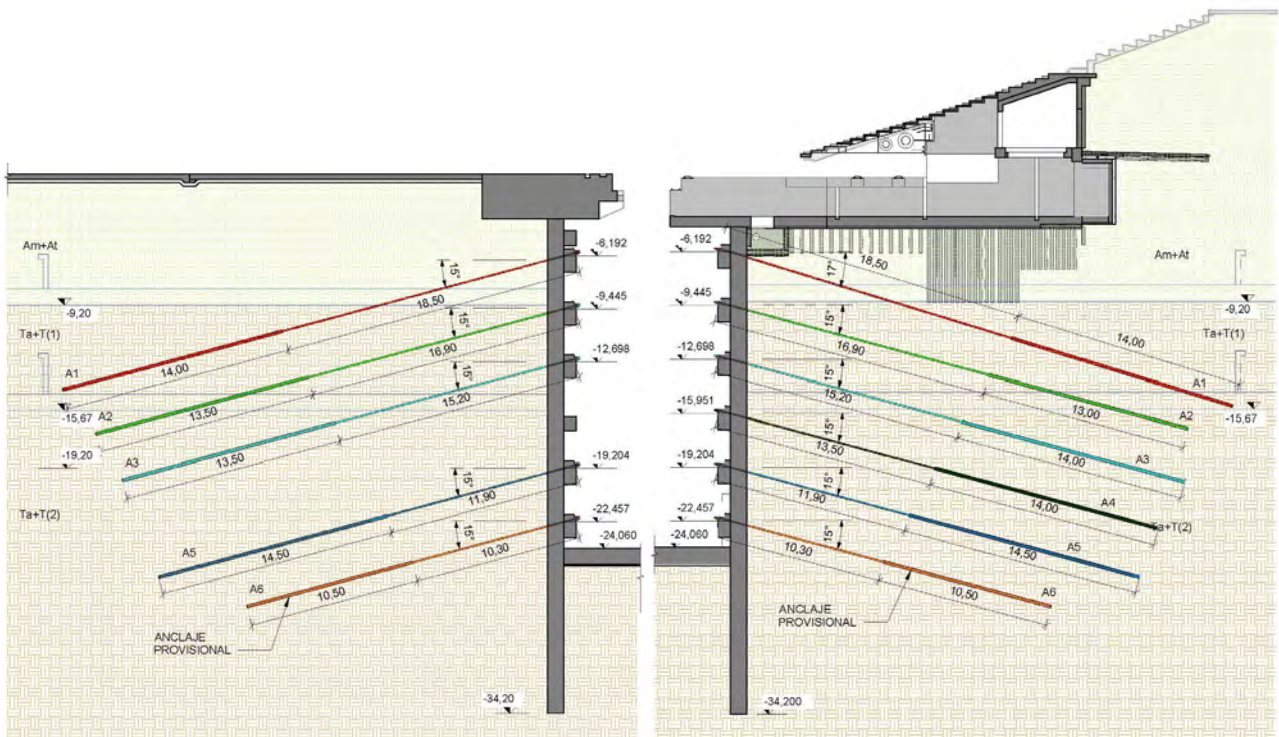 Am+At
-6,192
15°
18,50
-9,445
-9,20
Ta+T(1)
15°
16,90
-12,698
14,00
A1
15°
15,20
-15,67
A2
13,50
-19,20
A3
13,50
-19,204
15°
11,90
Ta+T(2)
-22,457
A5
14,50
15°
10,30
-24,060
A6
10,50
ANCLAJE
PROVISIONAL
-34,20
-6,192
17°
18,50
Am+At
-9,445
-9,20
Ta+T(1)
15°
16,90
14,00
-12,698
15°
15,20
A1
-15,67
13,00
A2
-15,951
15°
13,50
14,00
A3
-19,204
15°
11,90
14,00
A4
Ta+T(2)
-22,457
15°
10,30
14,50
A5
-24,060
10,50
A6
ANCLAJE
PROVISIONAL
-34,200